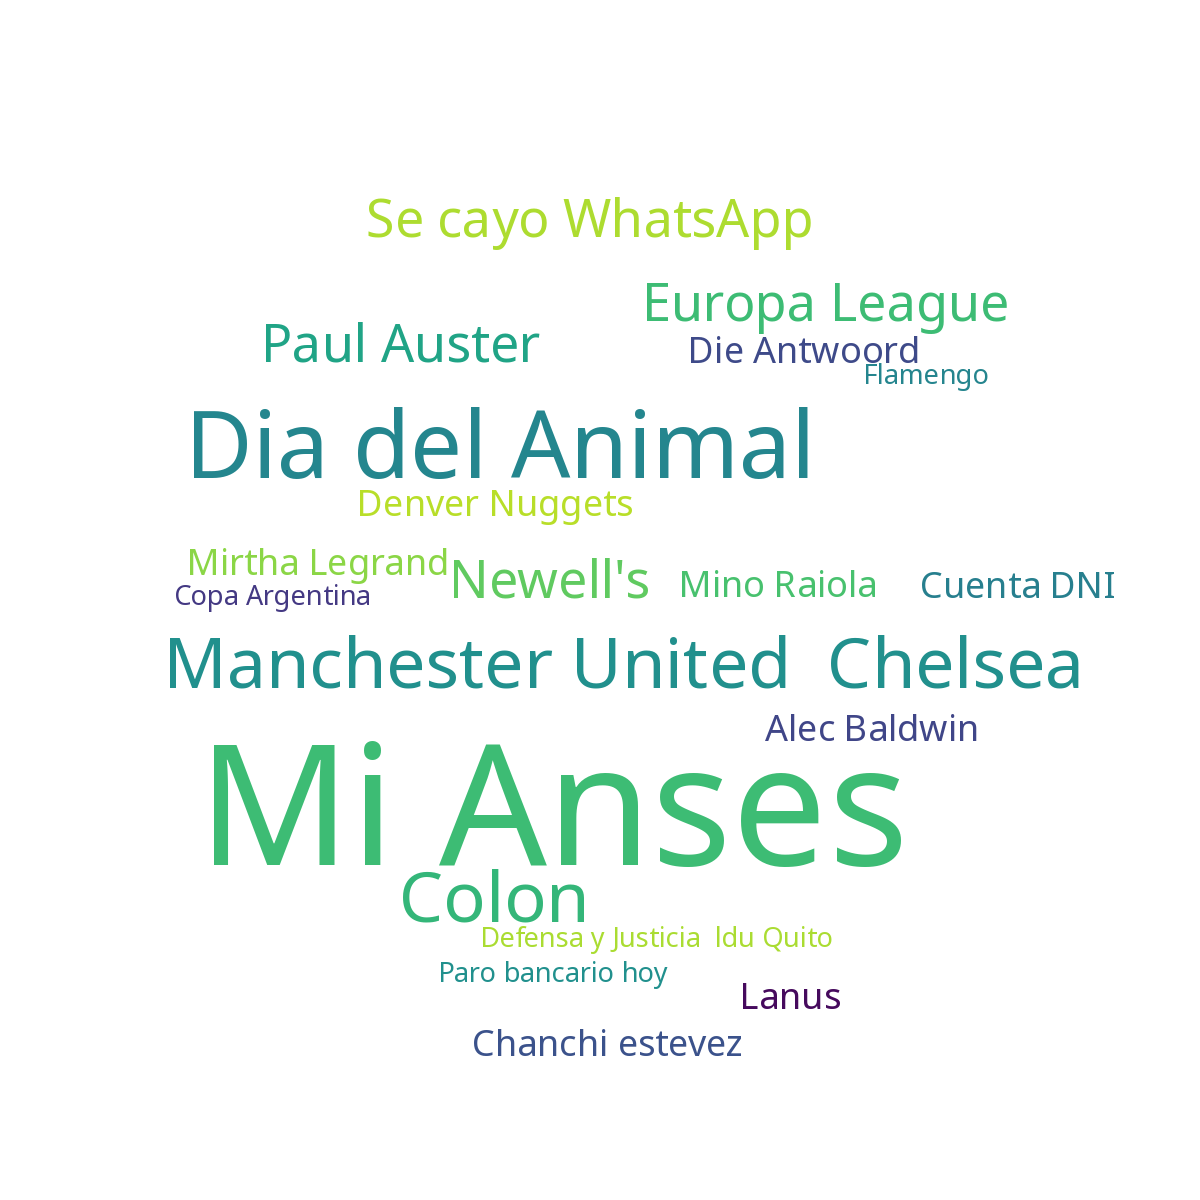 Se cayo WhatsApp
Europa League
Paul Auster
Die Antwoord
Flamengo
Dia del Animal
Denver Nuggets
Mirtha Legrand
Newell's
Mino Raiola
Cuenta DNI
Copa Argentina
Manchester United Chelsea
Alec Baldwin
Mi Anses
Colon
Defensa y Justicia
ldu Quito
Paro bancario hoy
Lanus
Chanchi estevez